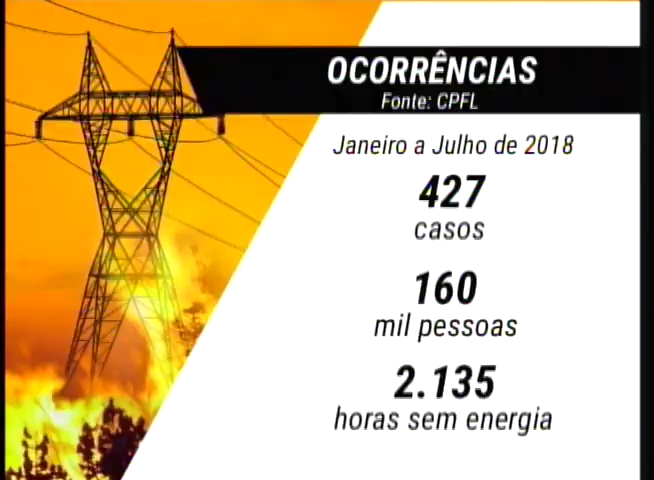 OCORRÊNCIAS
Fonte: CPFL
Janeiro a Julho de 2018
427
casos
160
mil pessoas
2.135
horas sem energia